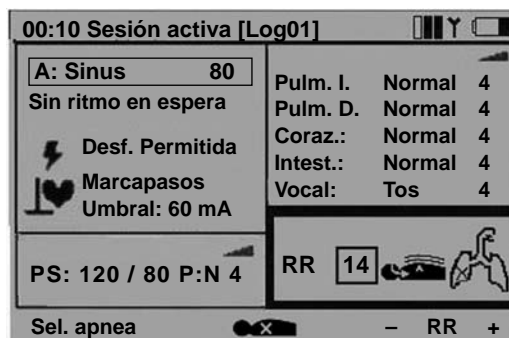 00:10 Sesión activa [Log01]
A: Sinus 80
Sin ritmo en espera
Desf. Permitida
Marcapasos
Umbral: 60 mA
PS: 120 / 80 P:N 4
Pulm. I. Normal 4
Pulm. D. Normal 4
Coraz.: Normal 4
Intest.: Normal 4
Vocal: Tos 4
RR 14
Sel. apnea – RR +